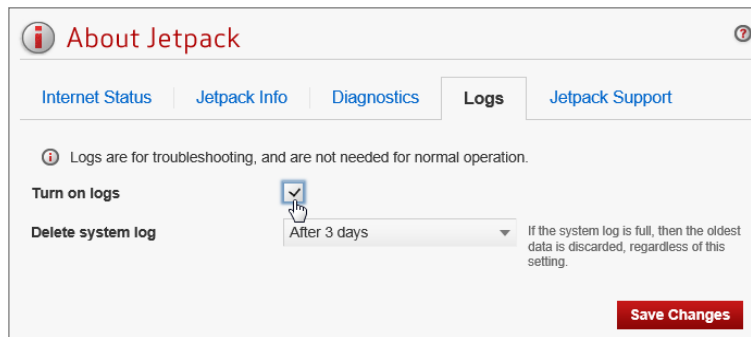 About Jetpack
Internet Status
Jetpack Info
Diagnostics
Logs
Jetpack Support
Logs are for troubleshooting, and are not needed for normal operation.
Turn on logs
Delete system log
After 3 days
If the system log is full, then the oldest
data is discarded, regardless of this
setting.
Save Changes